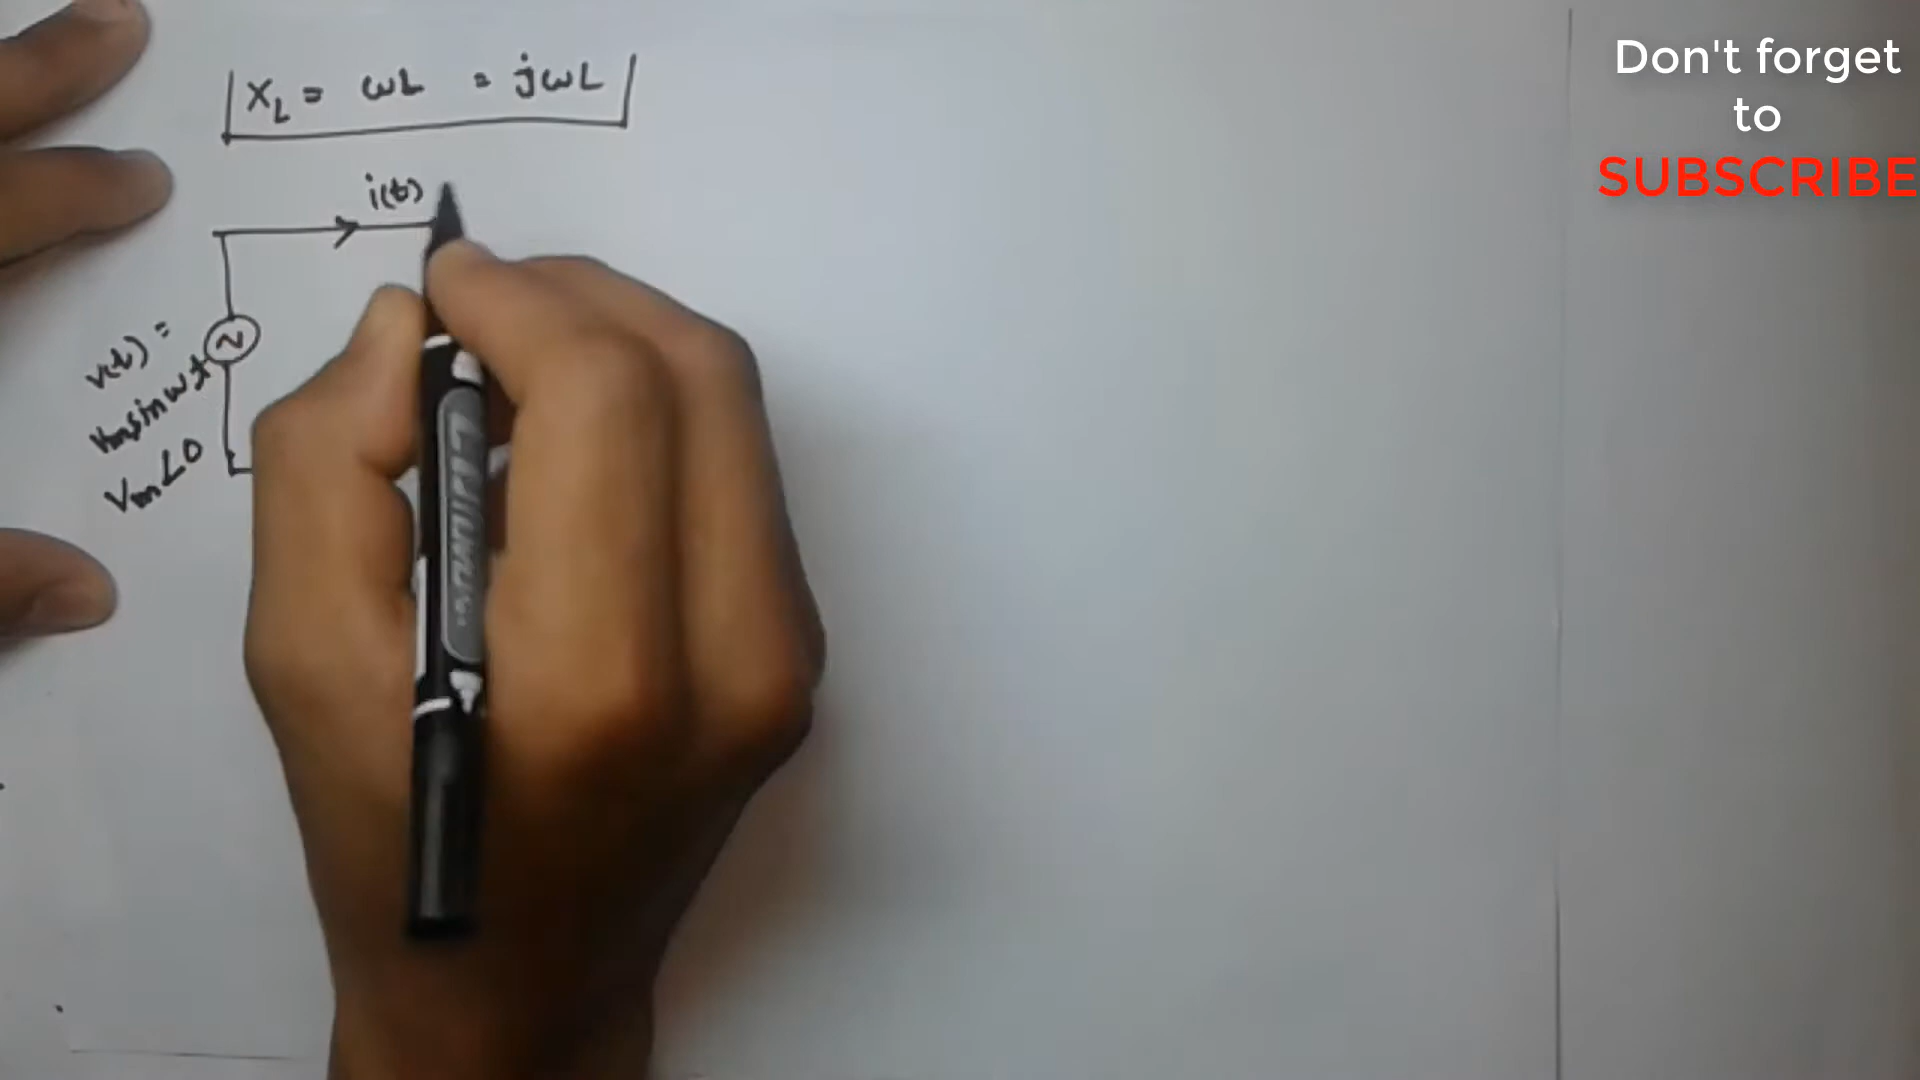 X_L = ωL = jωL
i(t)
v(t) =
Vm sin ωt
Vm∠0
Don't forget
to
SUBSCRIBE